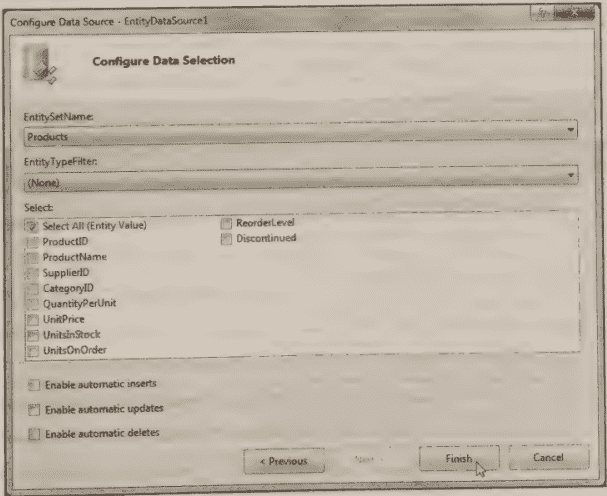 Configure Data Source - EntityDataSource1
Configure Data Selection
EntitySetName:
Products
EntityTypeFilter:
(None)
Select:
Select All (Entity Value)
ProductID
ProductName
SupplierID
CategoryID
QuantityPerUnit
UnitPrice
UnitsInStock
UnitsOnOrder
ReorderLevel
Discontinued
Enable automatic inserts
Enable automatic updates
Enable automatic deletes
< Previous
Next
Finish
Cancel